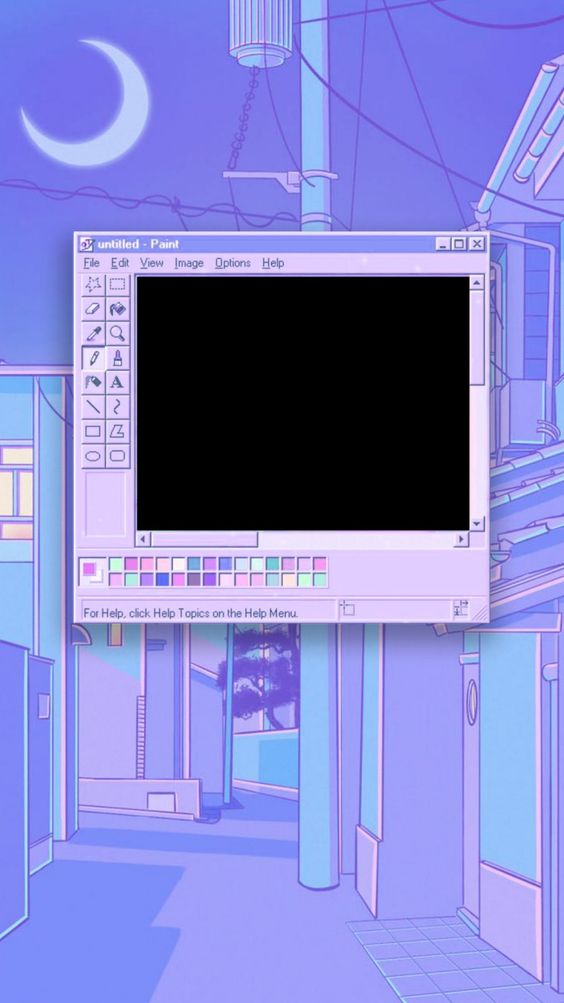 untitled - Paint
File Edit View Image Options Help
A
For Help, click Help Topics on the Help Menu.